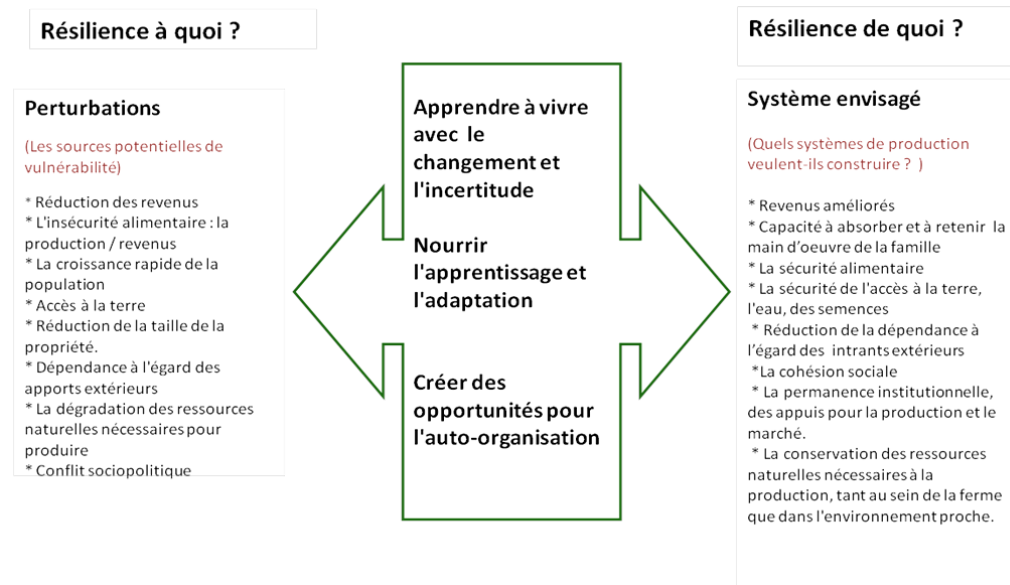 Résilience à quoi ?
Perturbations
(Les sources potentielles de
vulnérabilité)
* Réduction des revenus
* L'insécurité alimentaire : la
production / revenus
* La croissance rapide de la
population
* Accès à la terre
* Réduction de la taille de la
propriété.
* Dépendance à l'égard des
apports extérieurs
* La dégradation des ressources
naturelles nécessaires pour
produire
* Conflit sociopolitique
Apprendre à vivre
avec le
changement et
l'incertitude
Nourrir
l'apprentissage et
l'adaptation
Créer des
opportunités pour
l'auto-organisation
Résilience de quoi ?
Système envisagé
(Quels systèmes de production
veulent-ils construire ? )
* Revenus améliorés
* Capacité à absorber et à retenir la
main d'oeuvre de la famille
* La sécurité alimentaire
* La sécurité de l'accès à la terre,
l'eau, des semences
* Réduction de la dépendance à
l'égard des intrants extérieurs
*La cohésion sociale
* La permanence institutionnelle,
des appuis pour la production et le
marché.
* La conservation des ressources
naturelles nécessaires à la
production, tant au sein de la ferme
que dans l'environnement proche.